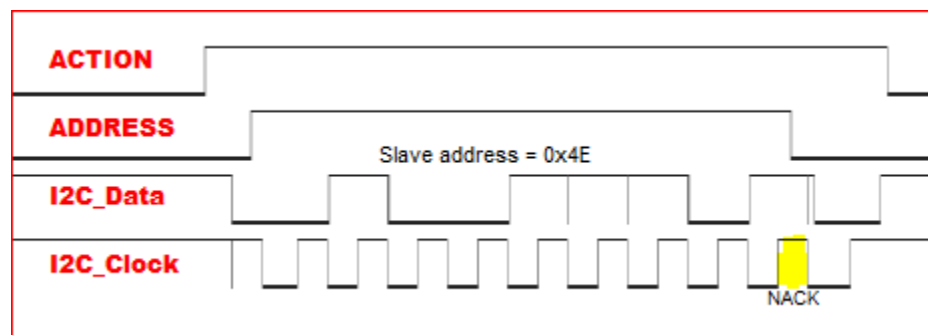 ACTION
ADDRESS
Slave address = 0x4E
I2C_Data
I2C_Clock
NACK